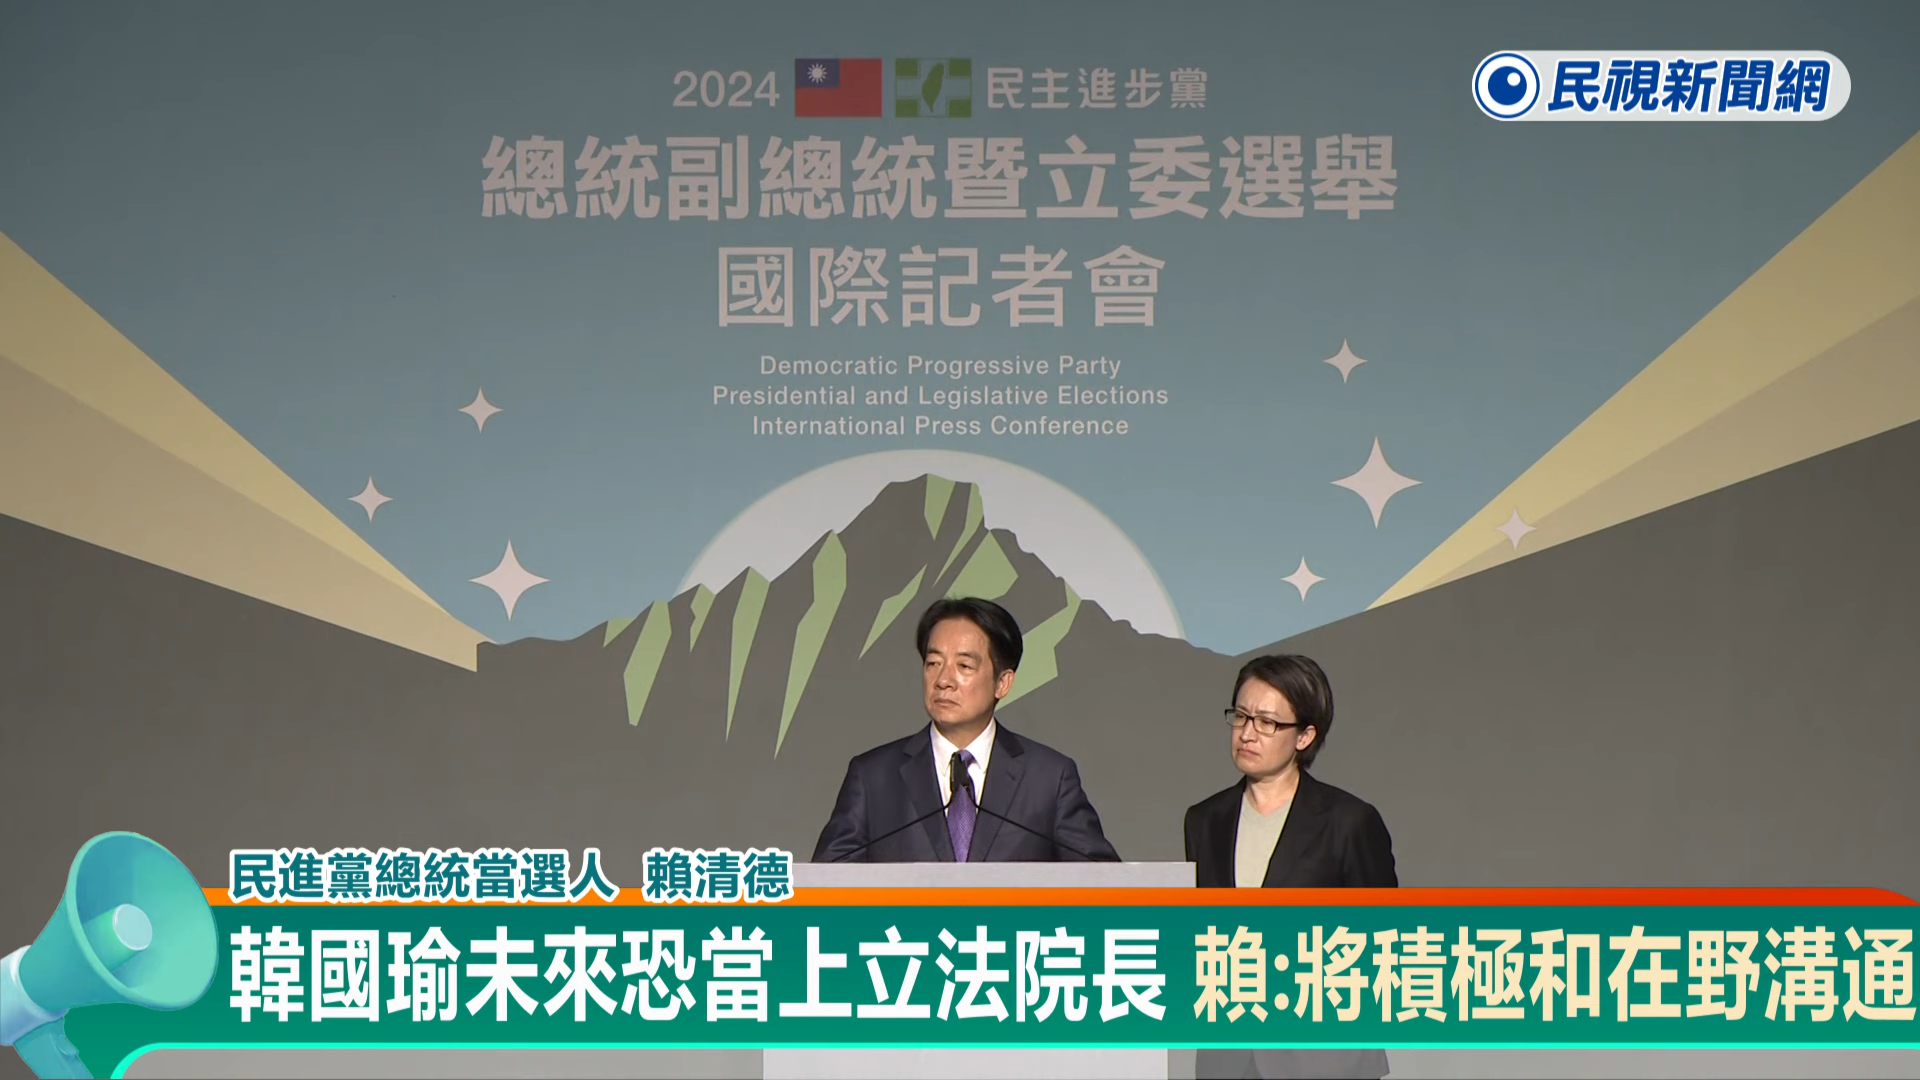 2024 民主進步黨
民視新聞網
總統副總統暨立委選舉
國際記者會
Democratic Progressive Party
Presidential and Legislative Elections
International Press Conference
民進黨總統當選人 賴清德
韓國瑜未來恐當上立法院長 賴:將積極和在野溝通